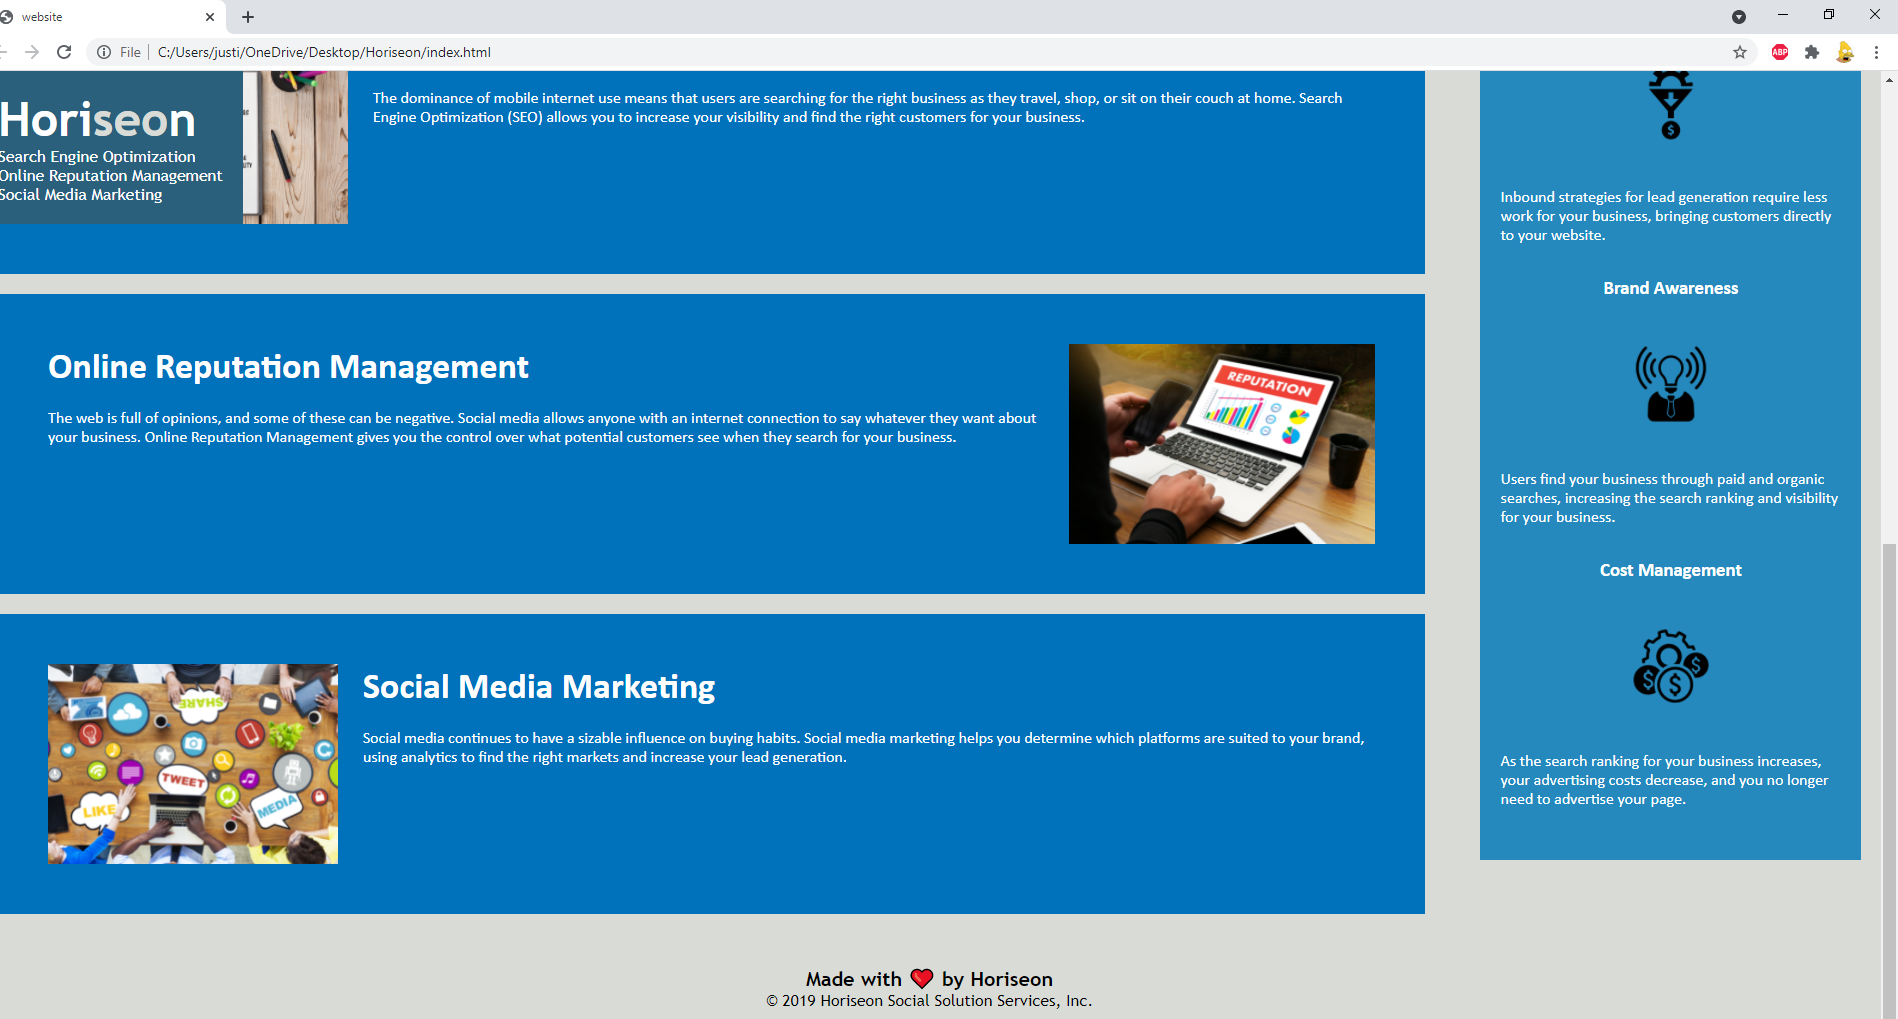 website
File
C:/Users/justi/OneDrive/Desktop/Horiseon/index.html
ABP
Horiseon
Search Engine Optimization
Online Reputation Management
Social Media Marketing
The dominance of mobile internet use means that users are searching for the right business as they travel, shop, or sit on their couch at home. Search
Engine Optimization (SEO) allows you to increase your visibility and find the right customers for your business.
Online Reputation Management
The web is full of opinions, and some of these can be negative. Social media allows anyone with an internet connection to say whatever they want about
your business. Online Reputation Management gives you the control over what potential customers see when they search for your business.
REPUTATION
SHARE
TWEET
LIKE
MEDIA
Social Media Marketing
Social media continues to have a sizable influence on buying habits. Social media marketing helps you determine which platforms are suited to your brand,
using analytics to find the right markets and increase your lead generation.
$
Inbound strategies for lead generation require less
work for your business, bringing customers directly
to your website.
Brand Awareness
Users find your business through paid and organic
searches, increasing the search ranking and visibility
for your business.
Cost Management
$ $ $
As the search ranking for your business increases,
your advertising costs decrease, and you no longer
need to advertise your page.
Made with ❤ by Horiseon
© 2019 Horiseon Social Solution Services, Inc.